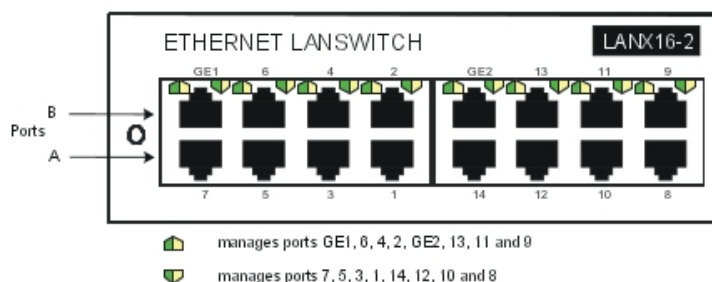 ETHERNET LANSWITCH LANX16-2
GE1 6 4 2 GE2 13 11 9
B
Ports
A
7 5 3 1 14 12 10 8
manages ports GE1, 6, 4, 2, GE2, 13, 11 and 9
manages ports 7, 5, 3, 1, 14, 12, 10 and 8